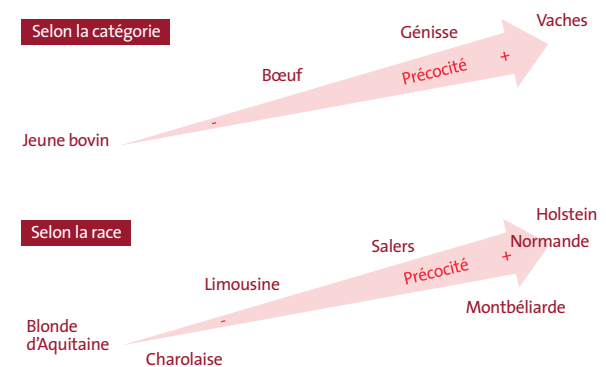 Selon la catégorie
Vaches
Génisse
Précocité
+
Bœuf
-
Jeune bovin
Selon la race
Holstein
Normande
Salers
Précocité
+
Limousine
-
Montbéliarde
Blonde
d'Aquitaine
Charolaise